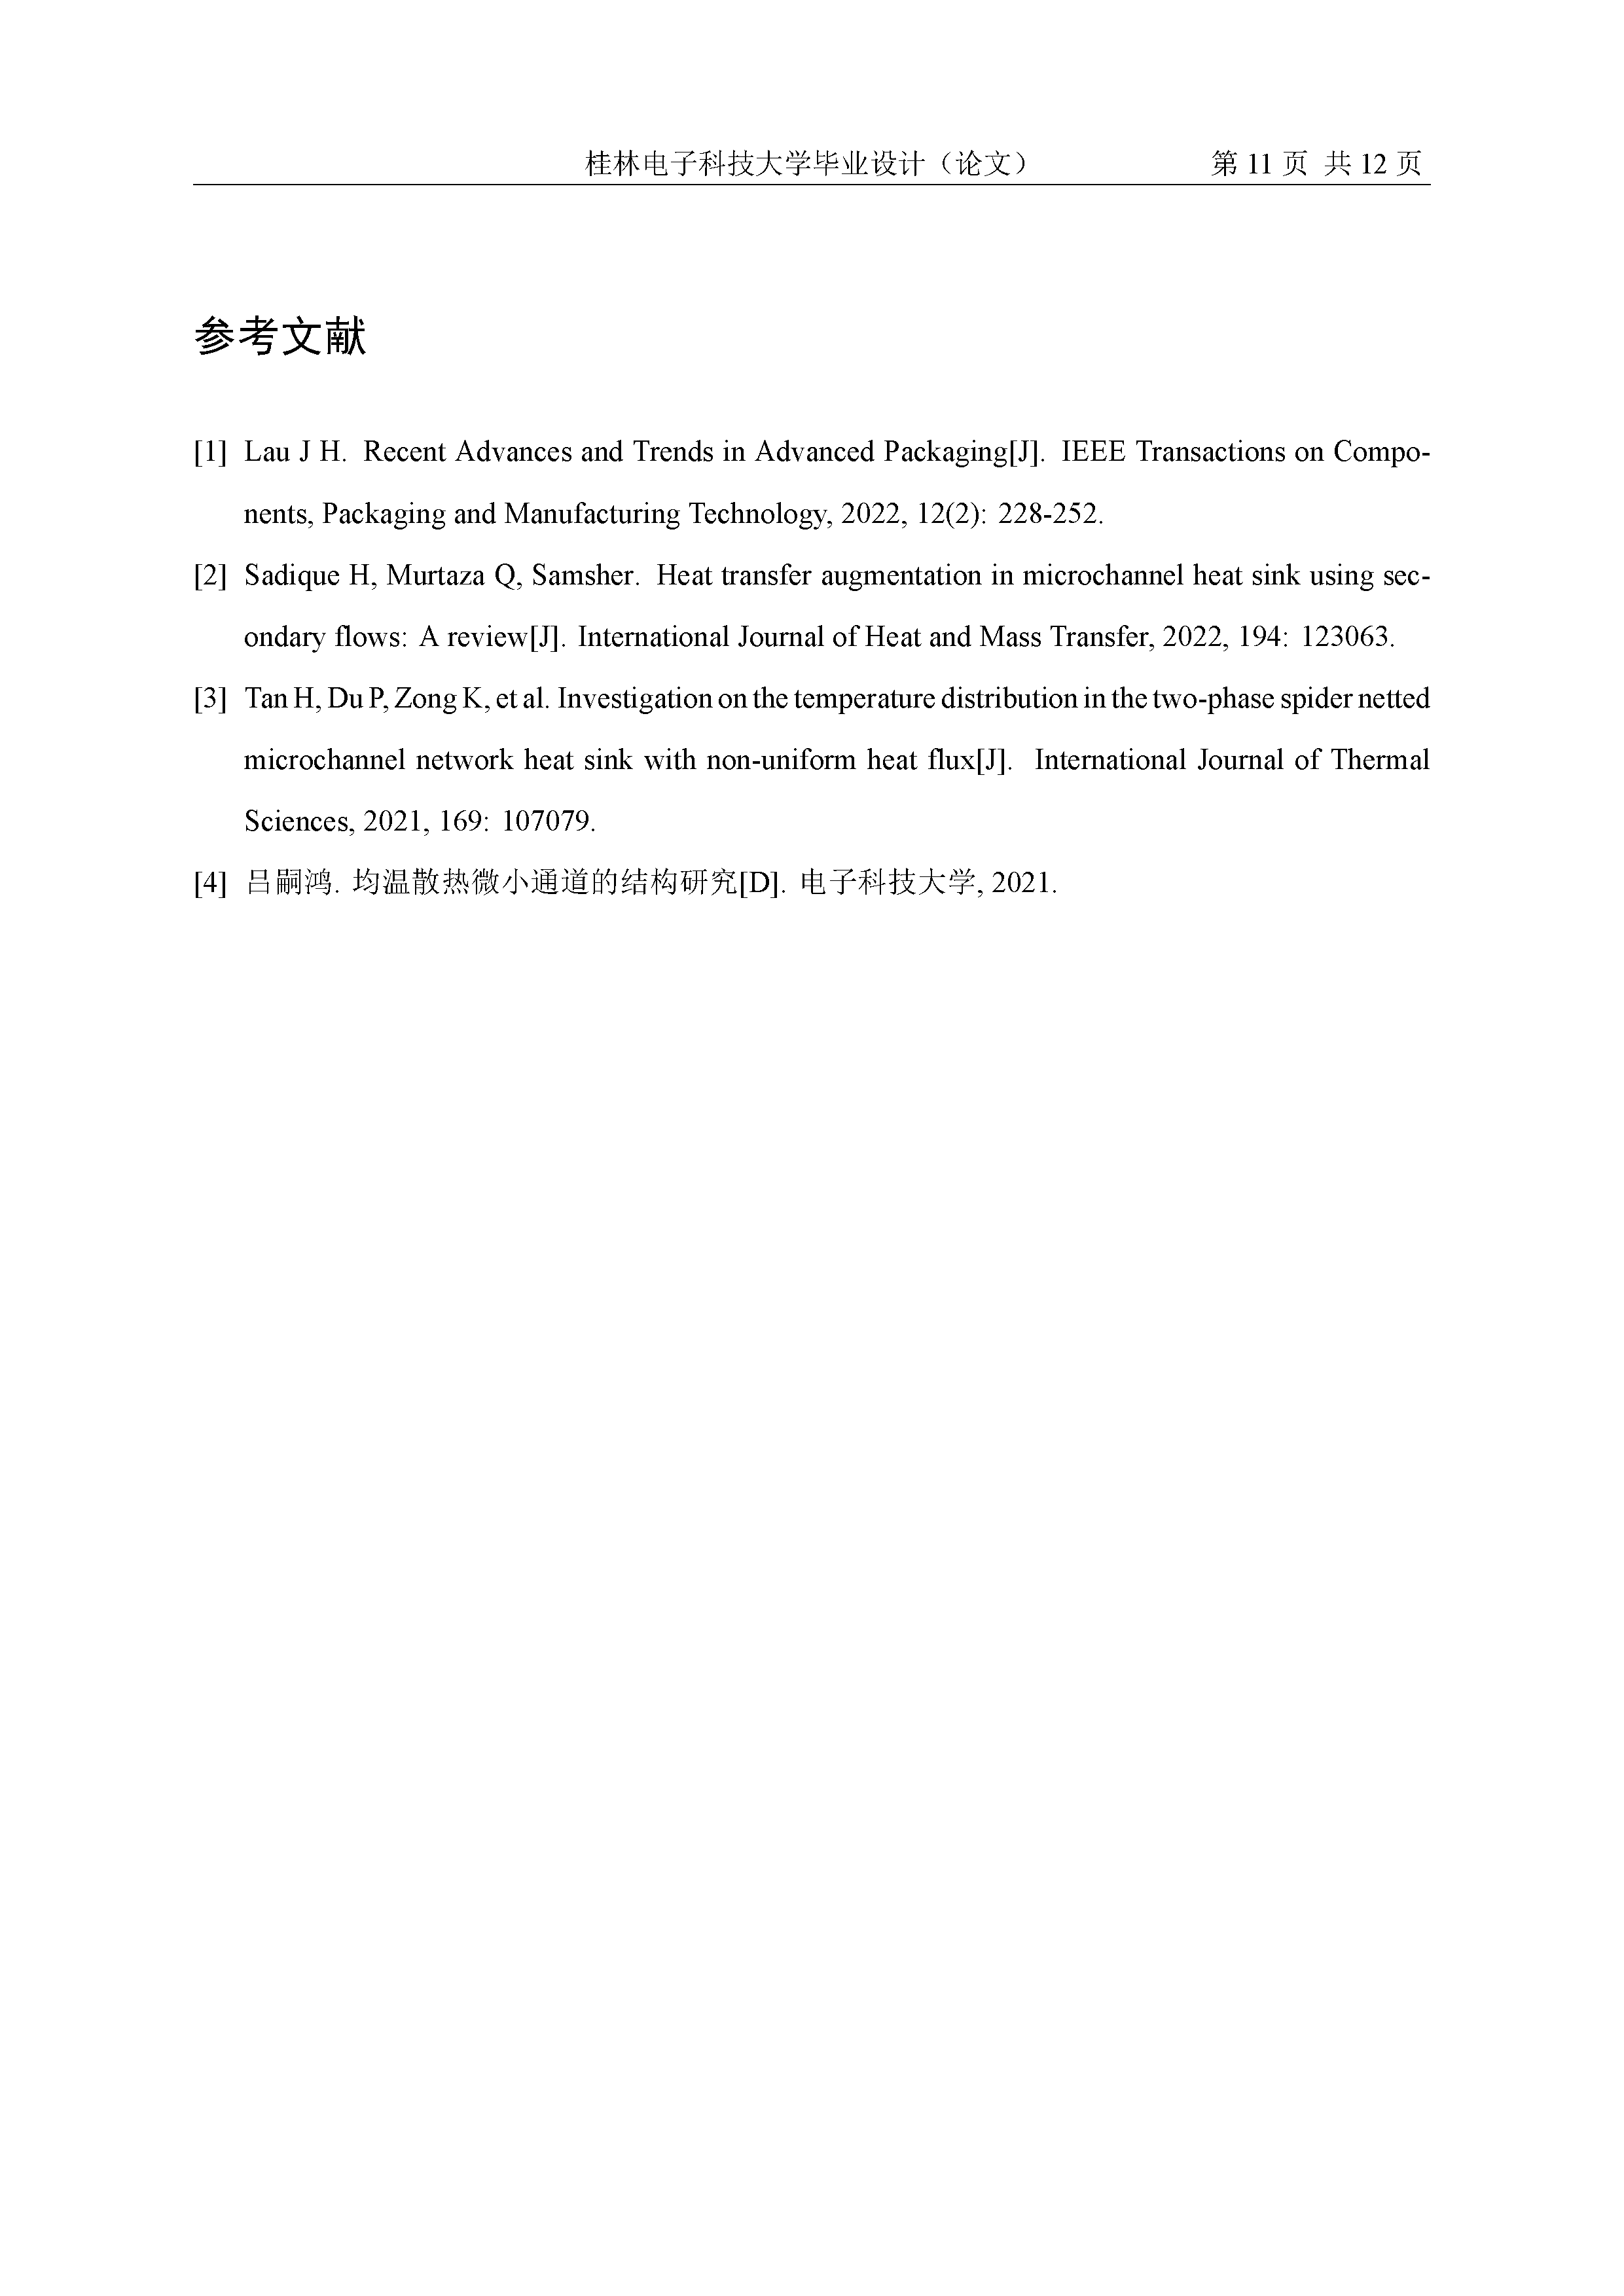 桂林电子科技大学毕业设计（论文） 第 11 页 共 12 页
参考文献
[1] Lau J H. Recent Advances and Trends in Advanced Packaging[J]. IEEE Transactions on Compo-
nents, Packaging and Manufacturing Technology, 2022, 12(2): 228-252.
[2] Sadique H, Murtaza Q, Samsher. Heat transfer augmentation in microchannel heat sink using sec-
ondary flows: A review[J]. International Journal of Heat and Mass Transfer, 2022, 194: 123063.
[3] Tan H, Du P, Zong K, et al. Investigation on the temperature distribution in the two-phase spider netted
microchannel network heat sink with non-uniform heat flux[J]. International Journal of Thermal
Sciences, 2021, 169: 107079.
[4] 吕嗣鸿. 均温散热微小通道的结构研究[D]. 电子科技大学, 2021.